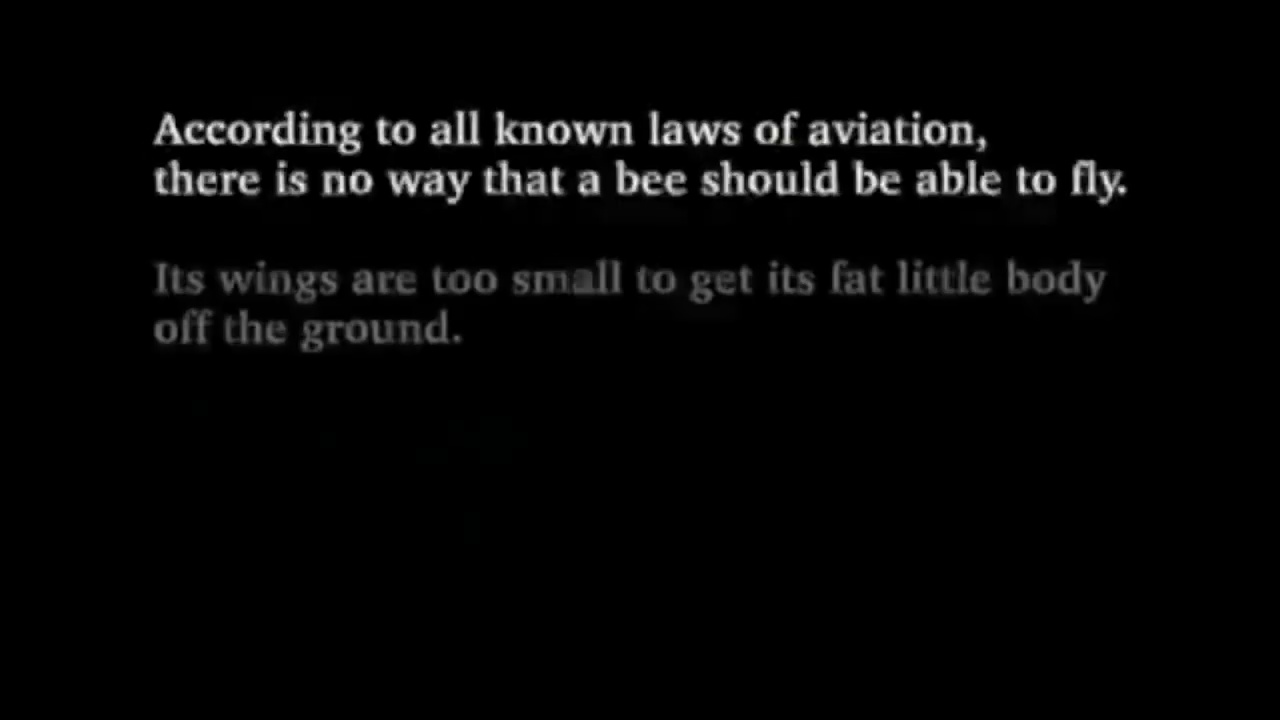 According to all known laws of aviation,
there is no way that a bee should be able to fly.
Its wings are too small to get its fat little body
off the ground.